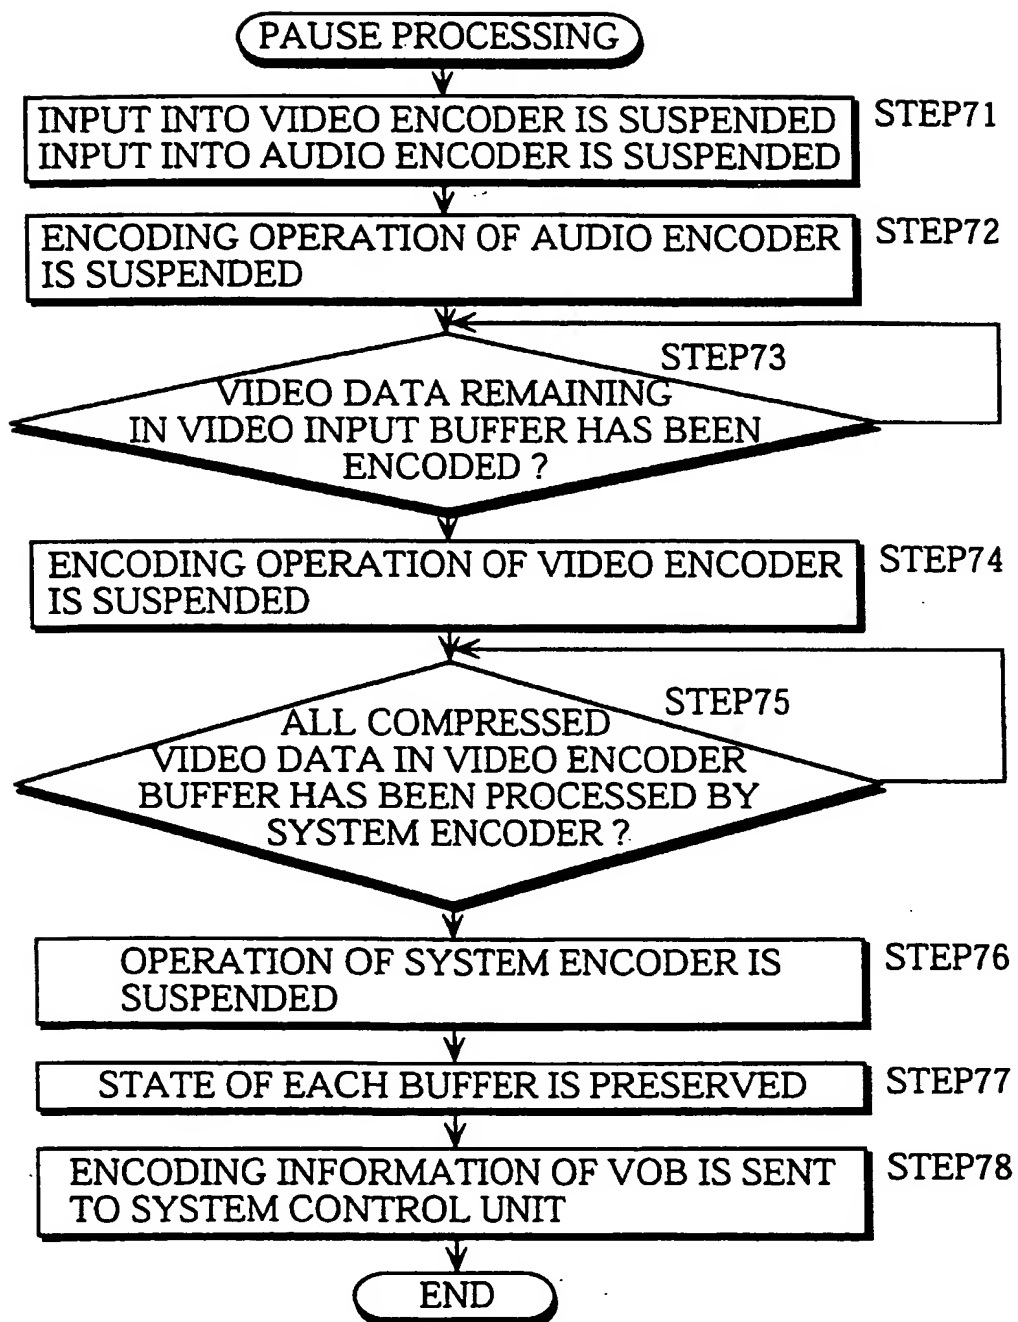 PAUSE PROCESSING
INPUT INTO VIDEO ENCODER IS SUSPENDED
INPUT INTO AUDIO ENCODER IS SUSPENDED
STEP71
ENCODING OPERATION OF AUDIO ENCODER
IS SUSPENDED
STEP72
STEP73
VIDEO DATA REMAINING
IN VIDEO INPUT BUFFER HAS BEEN
ENCODED ?
ENCODING OPERATION OF VIDEO ENCODER
IS SUSPENDED
STEP74
STEP75
ALL COMPRESSED
VIDEO DATA IN VIDEO ENCODER
BUFFER HAS BEEN PROCESSED BY
SYSTEM ENCODER ?
OPERATION OF SYSTEM ENCODER IS
SUSPENDED
STEP76
STATE OF EACH BUFFER IS PRESERVED
STEP77
ENCODING INFORMATION OF VOB IS SENT
TO SYSTEM CONTROL UNIT
STEP78
END